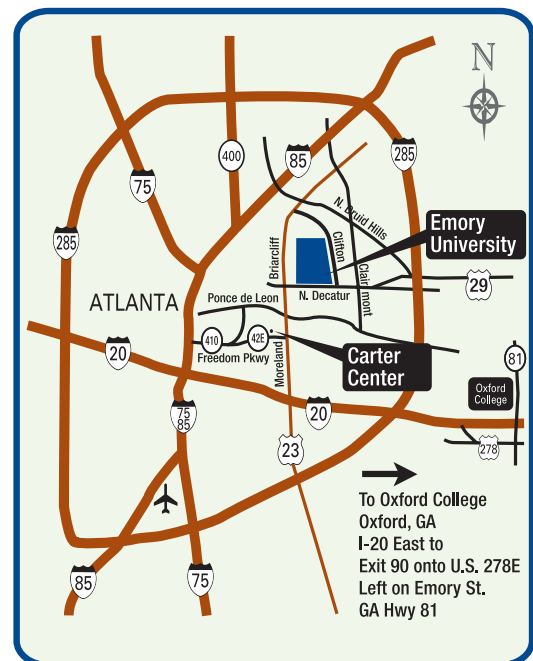 N
400
85
285
75
N. Druid Hills
Emory
University
285
Briarcliff
Clifton
Clairmont
29
N. Decatur
ATLANTA
Ponce de Leon
410
42E
Freedom Pkwy
Moreland
Carter
Center
20
81
Oxford
College
75
85
20
23
278
To Oxford College
Oxford, GA
I-20 East to
Exit 90 onto U.S. 278E
Left on Emory St.
GA Hwy 81
85
75